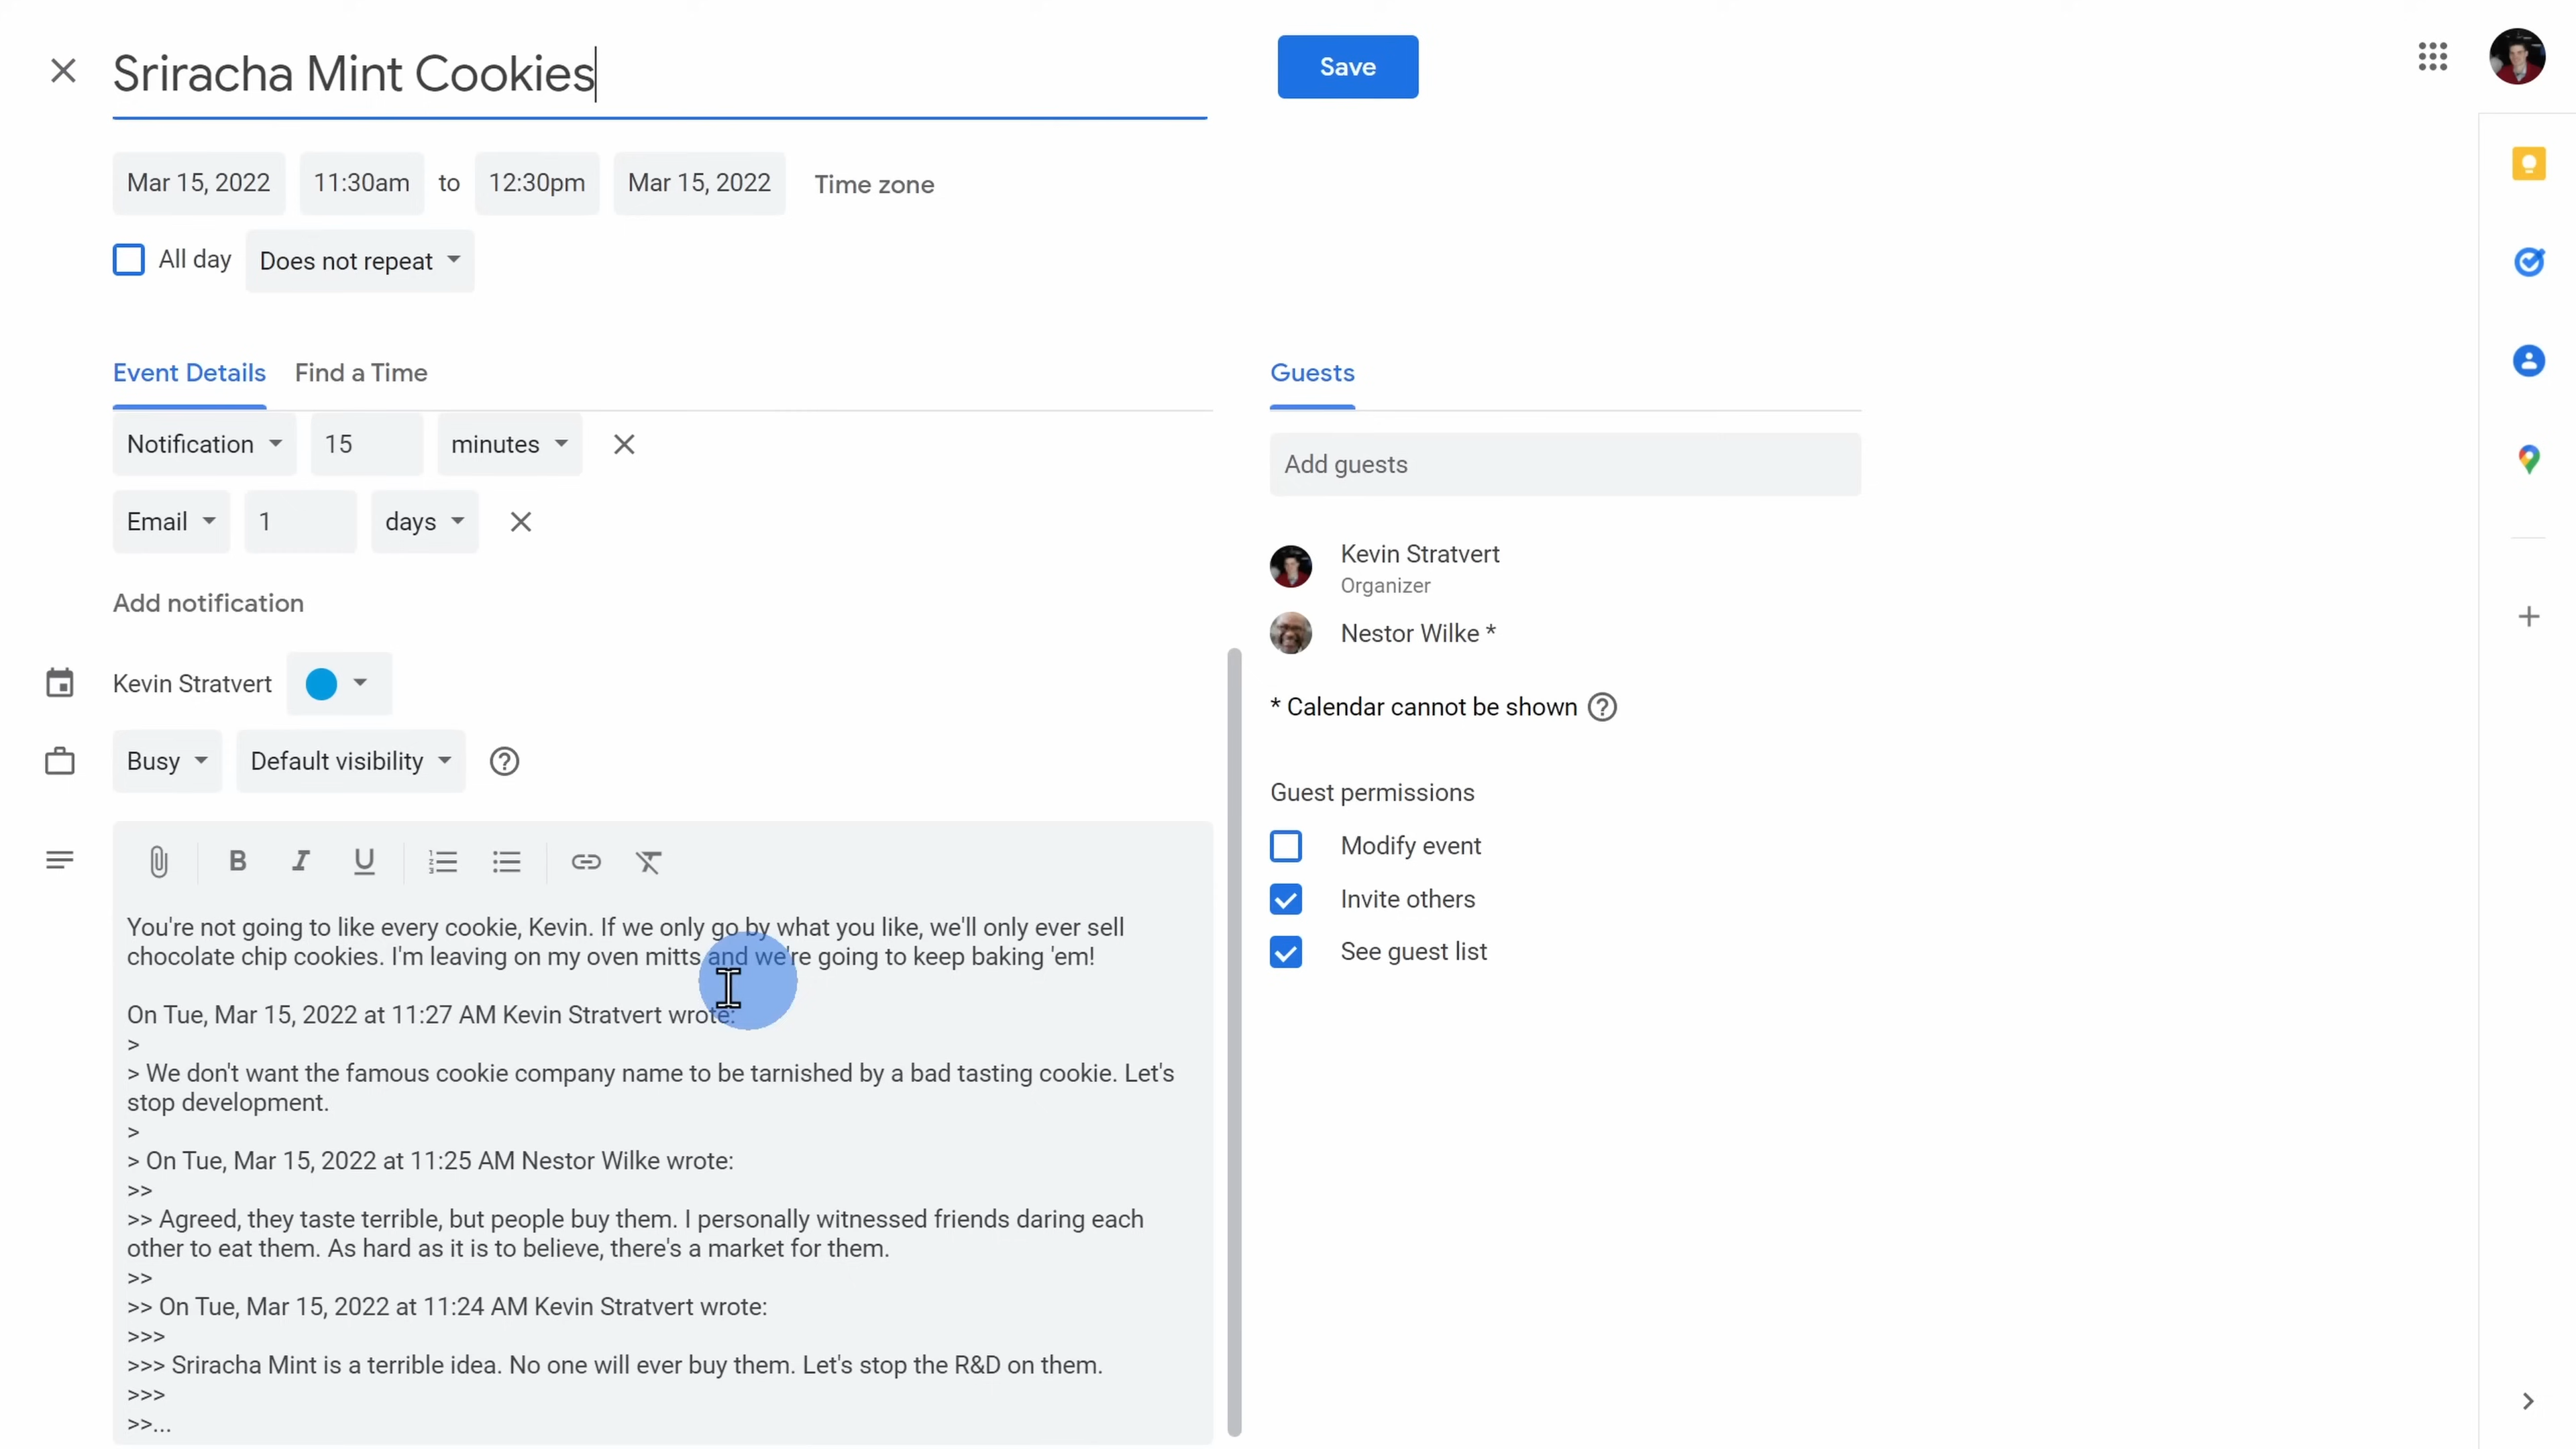 Sriracha Mint Cookies
Save
Mar 15, 2022 11:30am to 12:30pm Mar 15, 2022 Time zone
All day Does not repeat
Event Details Find a Time
Guests
Notification 15 minutes
Add guests
Email 1 days
Kevin Stratvert
Organizer
Add notification
Nestor Wilke *
Kevin Stratvert
* Calendar cannot be shown
Busy Default visibility
Guest permissions
Modify event
Invite others
See guest list
B I U
You're not going to like every cookie, Kevin. If we only go by what you like, we'll only ever sell
chocolate chip cookies. I'm leaving on my oven mitts and we're going to keep baking 'em!
On Tue, Mar 15, 2022 at 11:27 AM Kevin Stratvert wrote:
>
> We don't want the famous cookie company name to be tarnished by a bad tasting cookie. Let's
stop development.
>
> On Tue, Mar 15, 2022 at 11:25 AM Nestor Wilke wrote:
>>
>> Agreed, they taste terrible, but people buy them. I personally witnessed friends daring each
other to eat them. As hard as it is to believe, there's a market for them.
>>
>> On Tue, Mar 15, 2022 at 11:24 AM Kevin Stratvert wrote:
>>>
>>> Sriracha Mint is a terrible idea. No one will ever buy them. Let's stop the R&D on them.
>>>
>>...